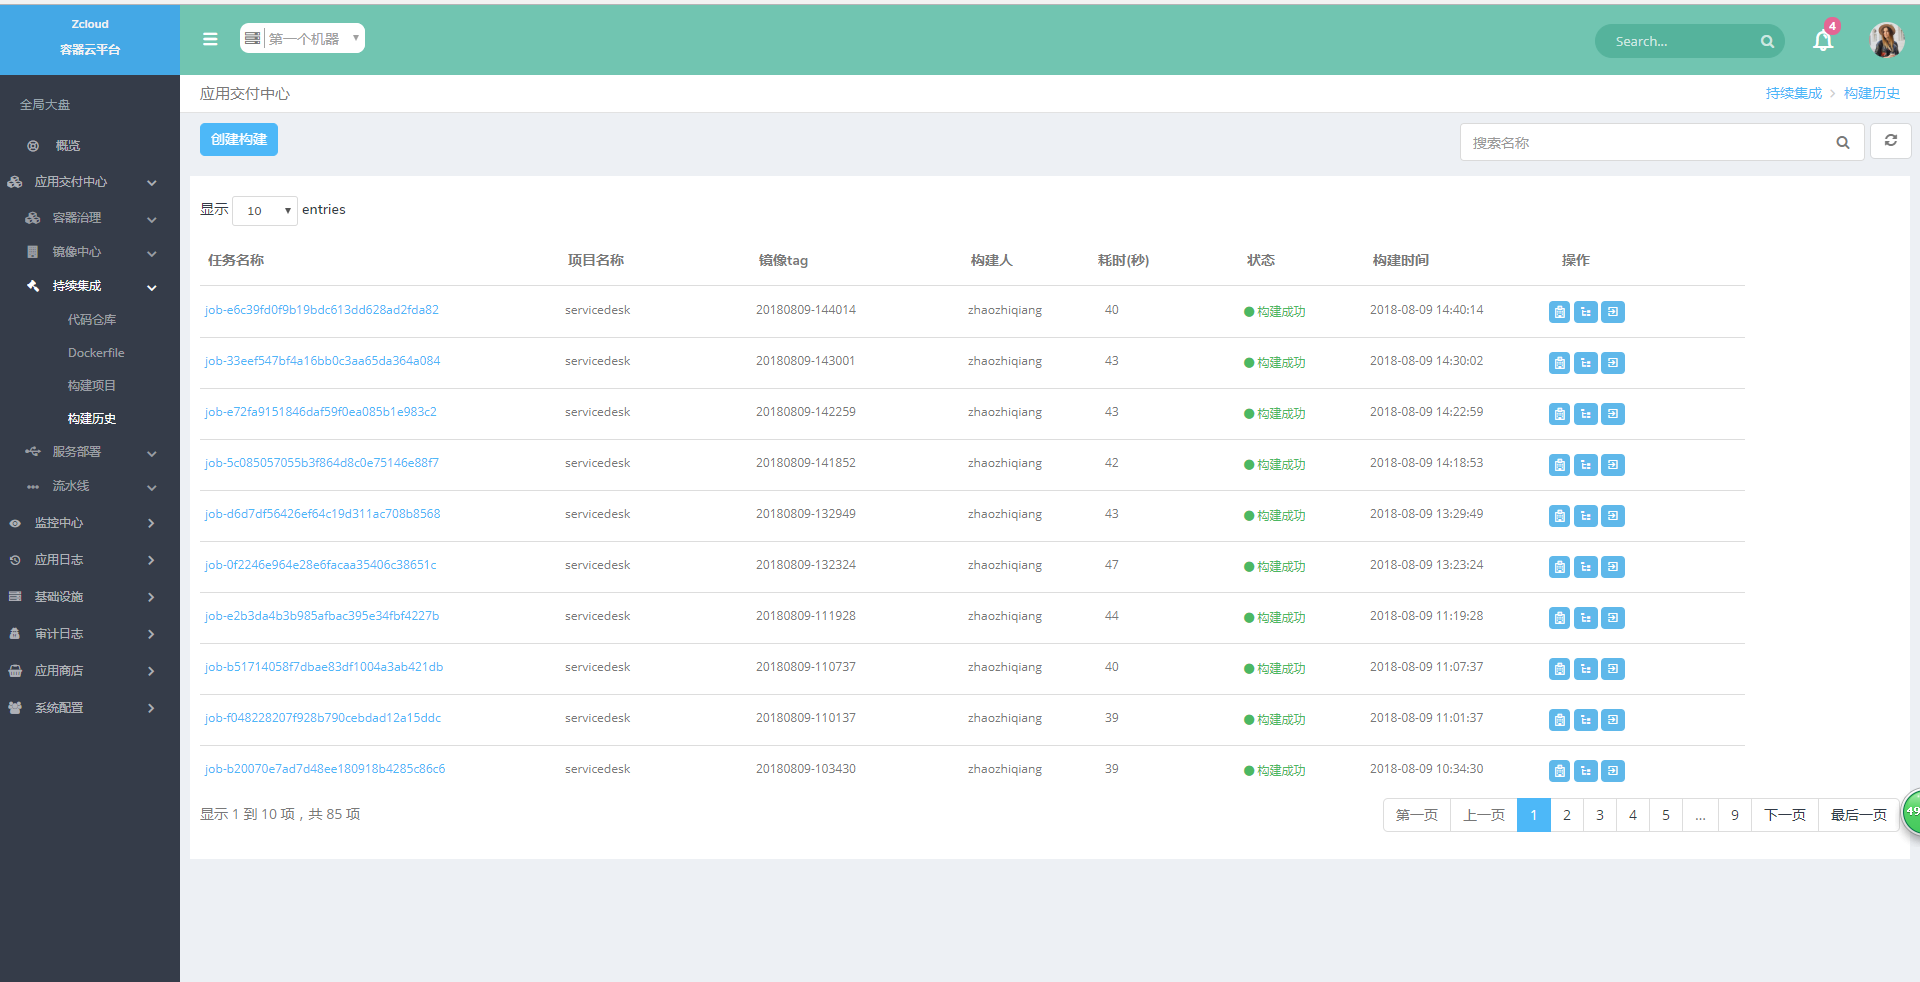 Zcloud
容器云平台
第一个机器
Search...
4
全局大盘
概览
应用交付中心
容器治理
镜像中心
持续集成
代码仓库
Dockerfile
构建项目
构建历史
服务部署
流水线
监控中心
应用日志
基础设施
审计日志
应用商店
系统配置
应用交付中心
持续集成 > 构建历史
创建构建
搜索名称
显示 10 entries
任务名称 项目名称 镜像tag 构建人 耗时(秒) 状态 构建时间 操作
job-e6c39fd0f9b19bdc613dd628ad2fda82 servicedesk 20180809-144014 zhaozhiqiang 40 构建成功 2018-08-09 14:40:14
job-33eef547bf4a16bb0c3aa65da364a084 servicedesk 20180809-143001 zhaozhiqiang 43 构建成功 2018-08-09 14:30:02
job-e72fa9151846daf59f0ea085b1e983c2 servicedesk 20180809-142259 zhaozhiqiang 43 构建成功 2018-08-09 14:22:59
job-5c085057055b3f864d8c0e75146e88f7 servicedesk 20180809-141852 zhaozhiqiang 42 构建成功 2018-08-09 14:18:53
job-d6d7df56426ef64c19d311ac708b8568 servicedesk 20180809-132949 zhaozhiqiang 43 构建成功 2018-08-09 13:29:49
job-0f2246e964e28e6facaa35406c38651c servicedesk 20180809-132324 zhaozhiqiang 47 构建成功 2018-08-09 13:23:24
job-e2b3da4b3b985afbac395e34fbf4227b servicedesk 20180809-111928 zhaozhiqiang 44 构建成功 2018-08-09 11:19:28
job-b51714058f7dbae83df1004a3ab421db servicedesk 20180809-110737 zhaozhiqiang 40 构建成功 2018-08-09 11:07:37
job-f048228207f928b790cebdad12a15ddc servicedesk 20180809-110137 zhaozhiqiang 39 构建成功 2018-08-09 11:01:37
job-b20070e7ad7d48ee180918b4285c86c6 servicedesk 20180809-103430 zhaozhiqiang 39 构建成功 2018-08-09 10:34:30
显示 1 到 10 项，共 85 项
第一页 上一页 1 2 3 4 5 ... 9 下一页 最后一页
49